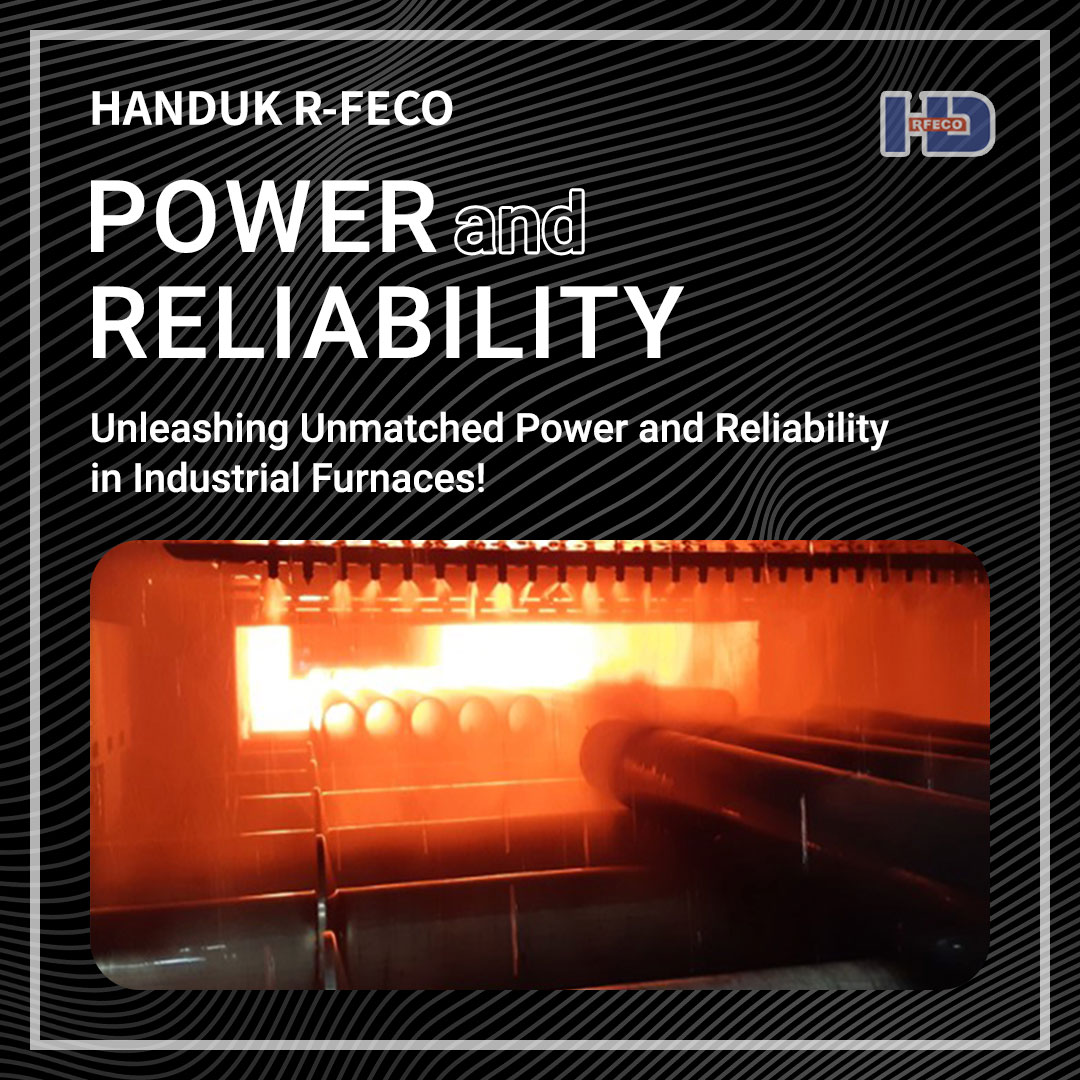 HANDUK R-FECO
HD
RFECO
POWER and
RELIABILITY
Unleashing Unmatched Power and Reliability
in Industrial Furnaces!